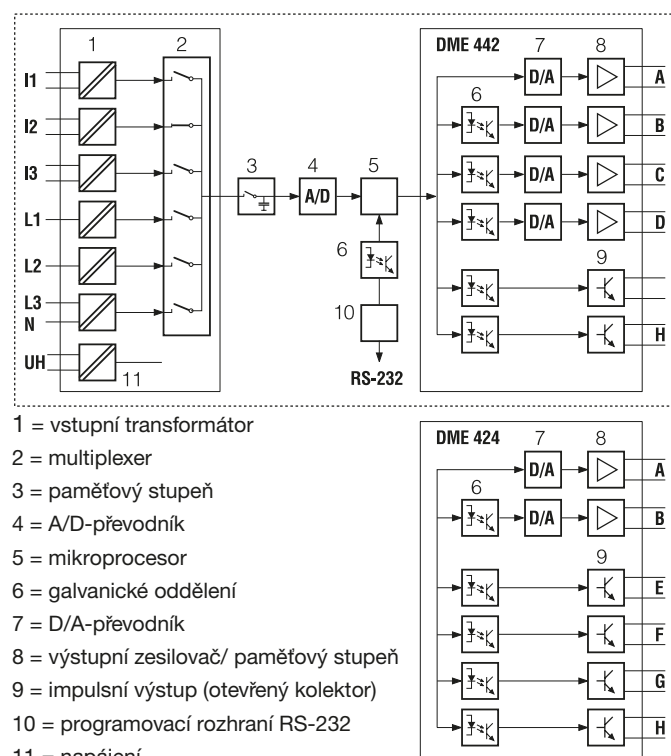 1 2 DME 442 7 8
I1 D/A A
6
I2 D/A B
I3 3 4 5 D/A C
A/D
L1 D/A D
6
L2 9
L3 10
N H
UH 11 RS-232
1 = vstupní transformátor
2 = multiplexer
3 = paměťový stupeň
4 = A/D-převodník
5 = mikroprocesor
6 = galvanické oddělení
7 = D/A-převodník
8 = výstupní zesilovač/ paměťový stupeň
9 = impulsní výstup (otevřený kolektor)
10 = programovací rozhraní RS-232
11 = napájení
DME 424 7 8
D/A A
6
D/A B
9
E
F
G
H